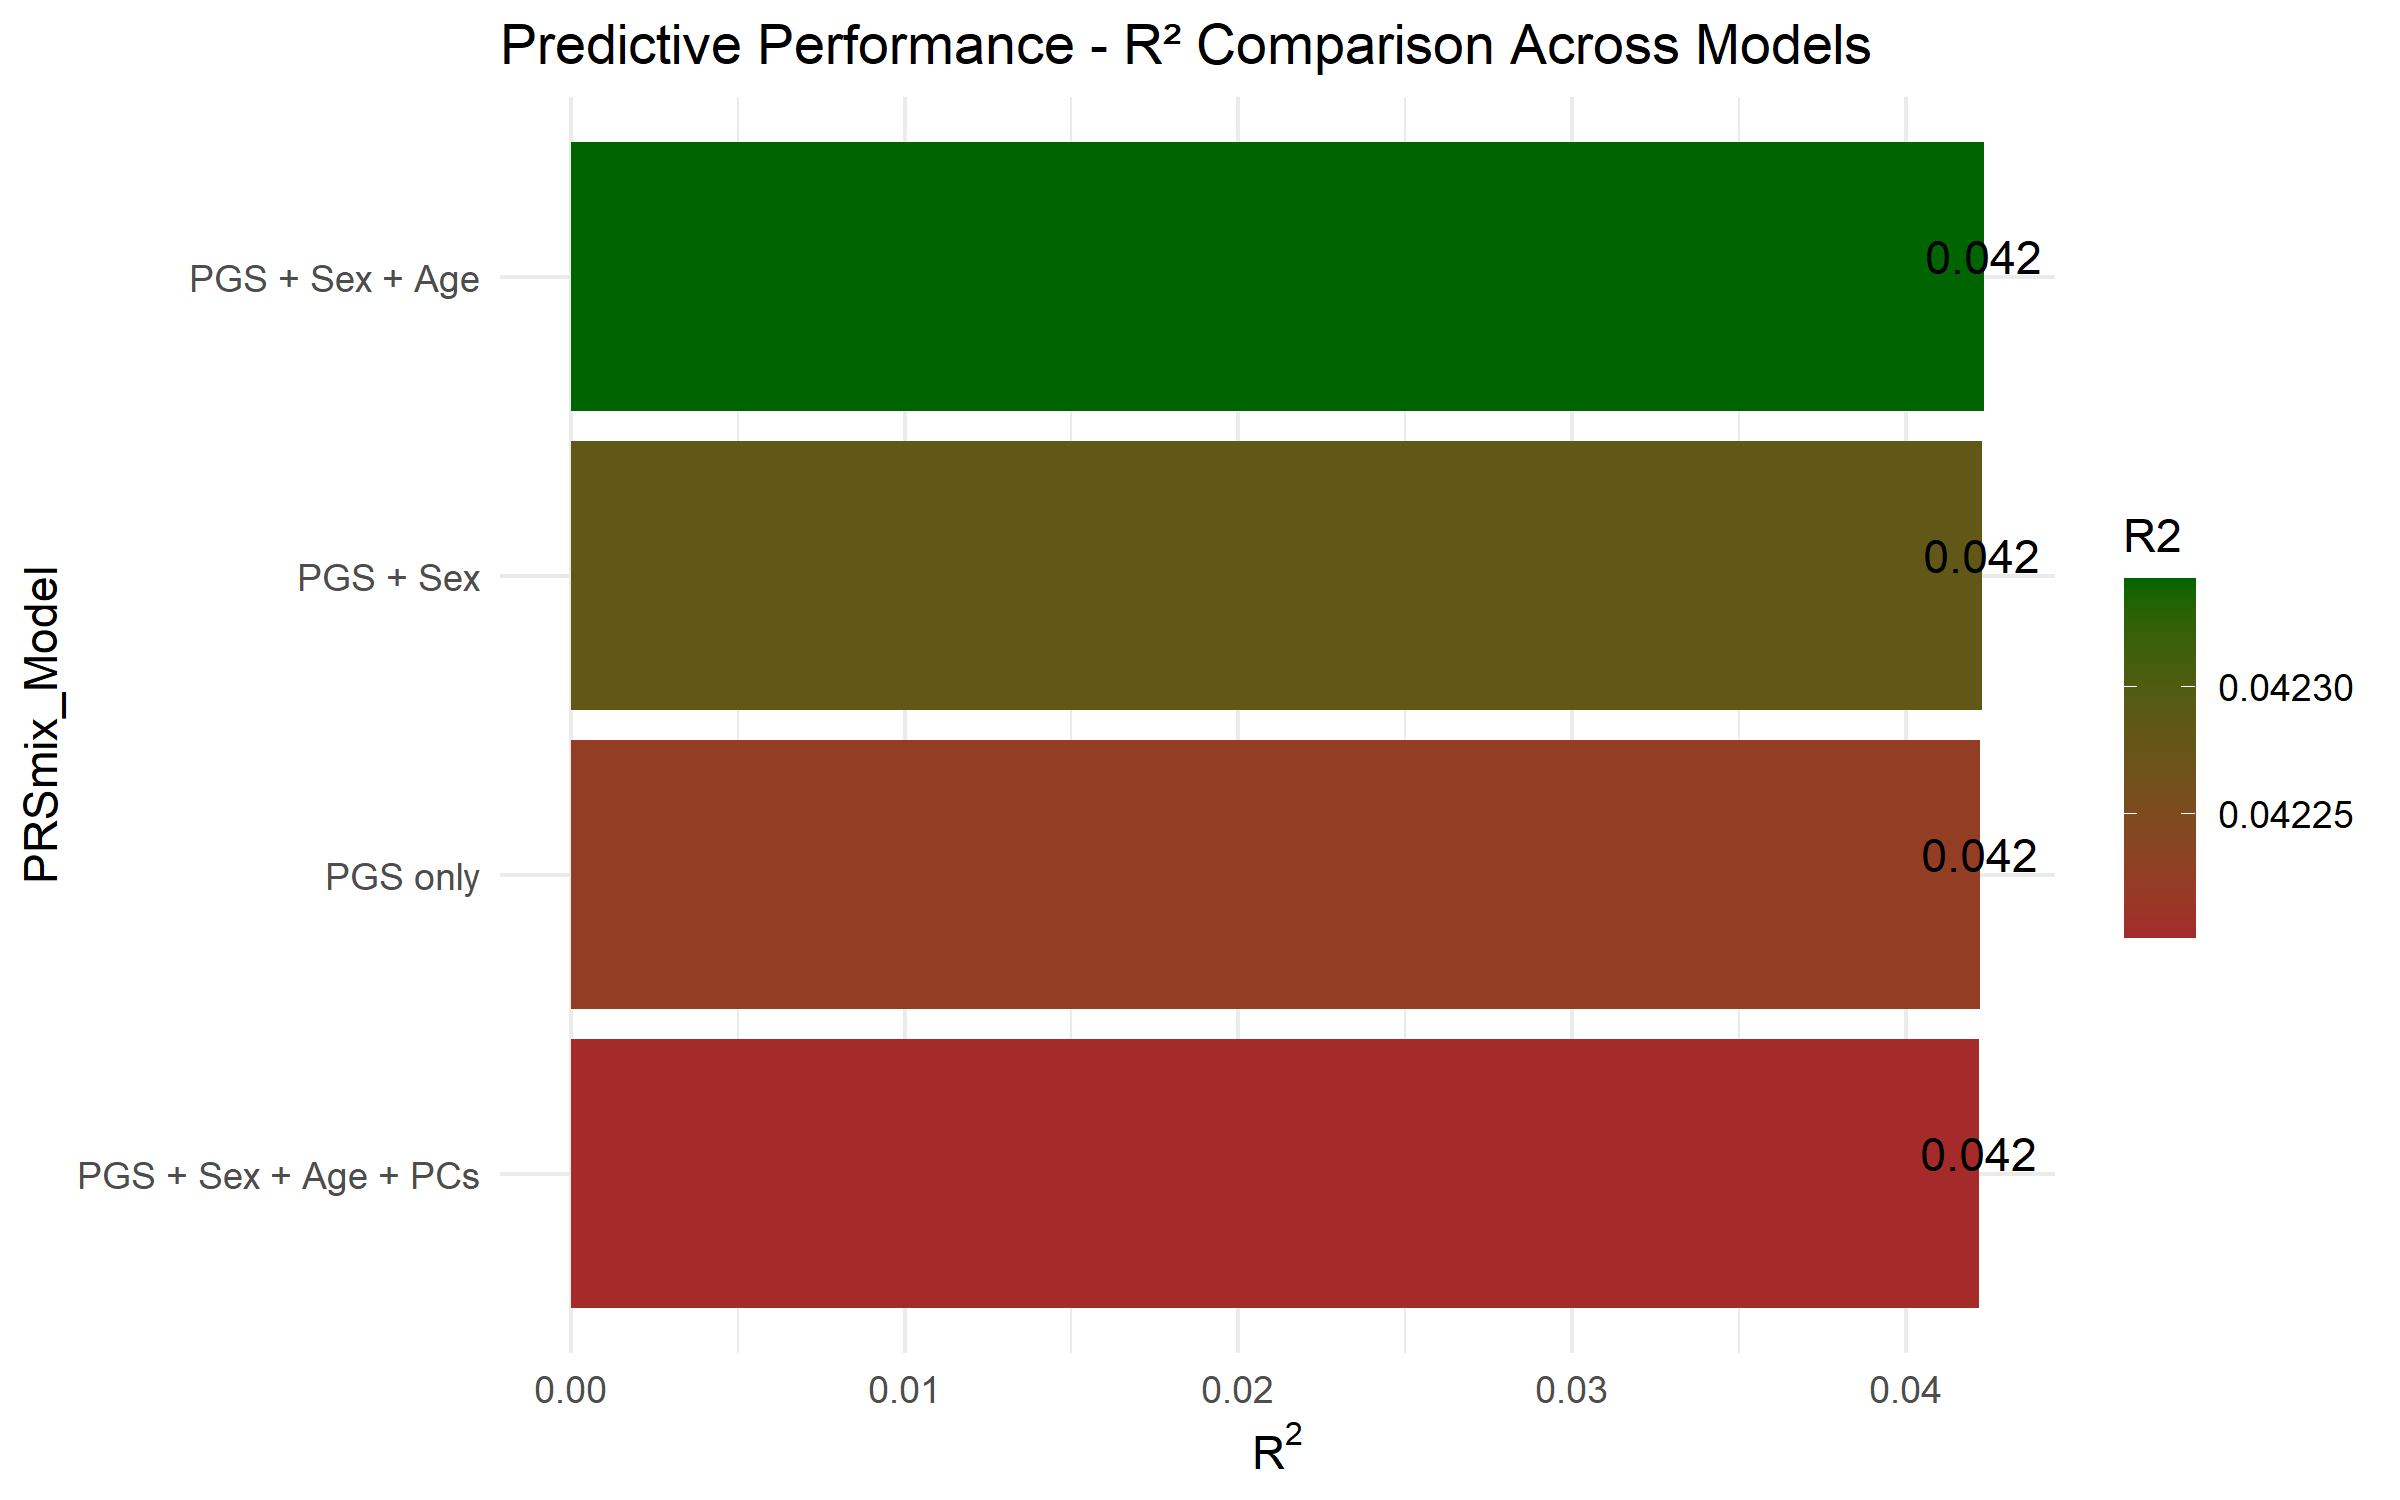 Predictive Performance - R² Comparison Across Models
PRSmix_Model
PGS + Sex + Age
0.042
PGS + Sex
0.042
PGS only
0.042
PGS + Sex + Age + PCs
0.042
0.00 0.01 0.02 0.03 0.04
R²
R2
0.04230
0.04225